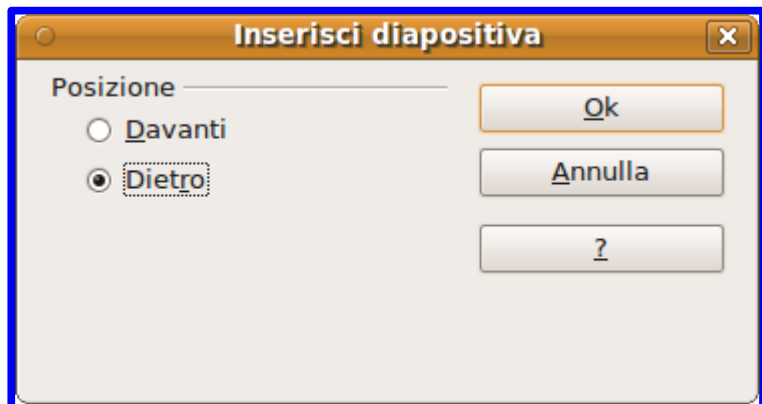 Inserisci diapositiva
Posizione
Davanti
Dietro
Ok
Annulla
?